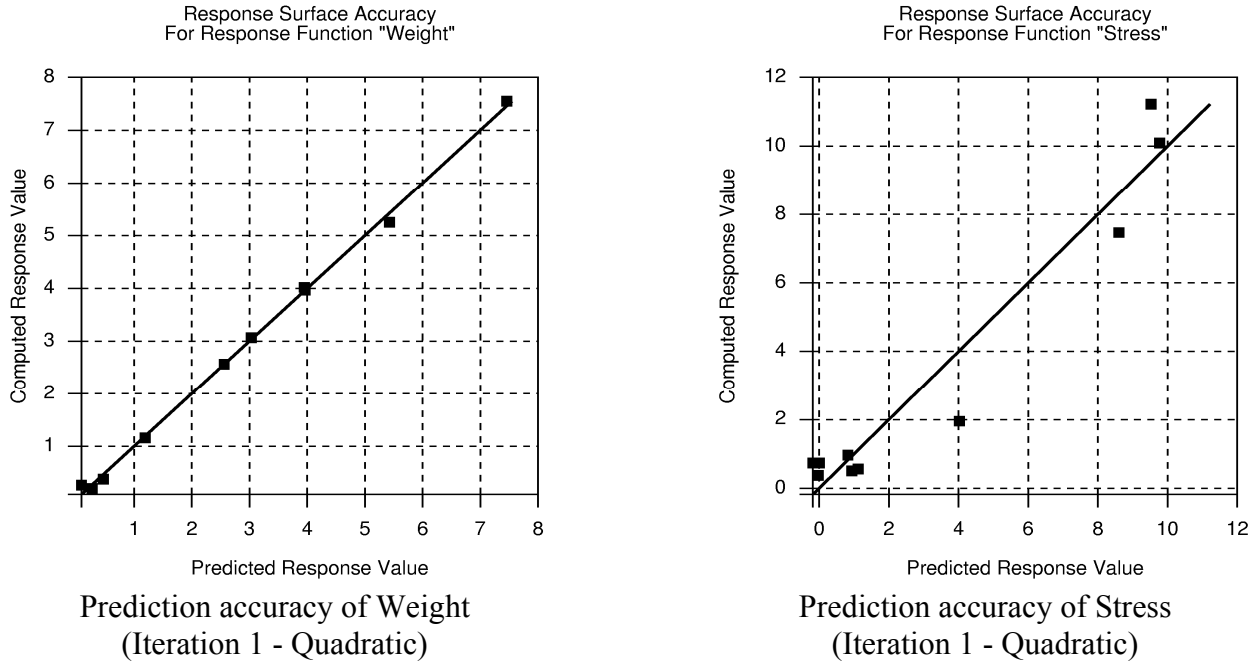 Response Surface Accuracy
For Response Function "Weight"
8
7
6
5
4
3
2
1
Computed Response Value
1 2 3 4 5 6 7 8
Predicted Response Value
Prediction accuracy of Weight
(Iteration 1 - Quadratic)
Response Surface Accuracy
For Response Function "Stress"
12
10
8
6
4
2
0
Computed Response Value
0 2 4 6 8 10 12
Predicted Response Value
Prediction accuracy of Stress
(Iteration 1 - Quadratic)